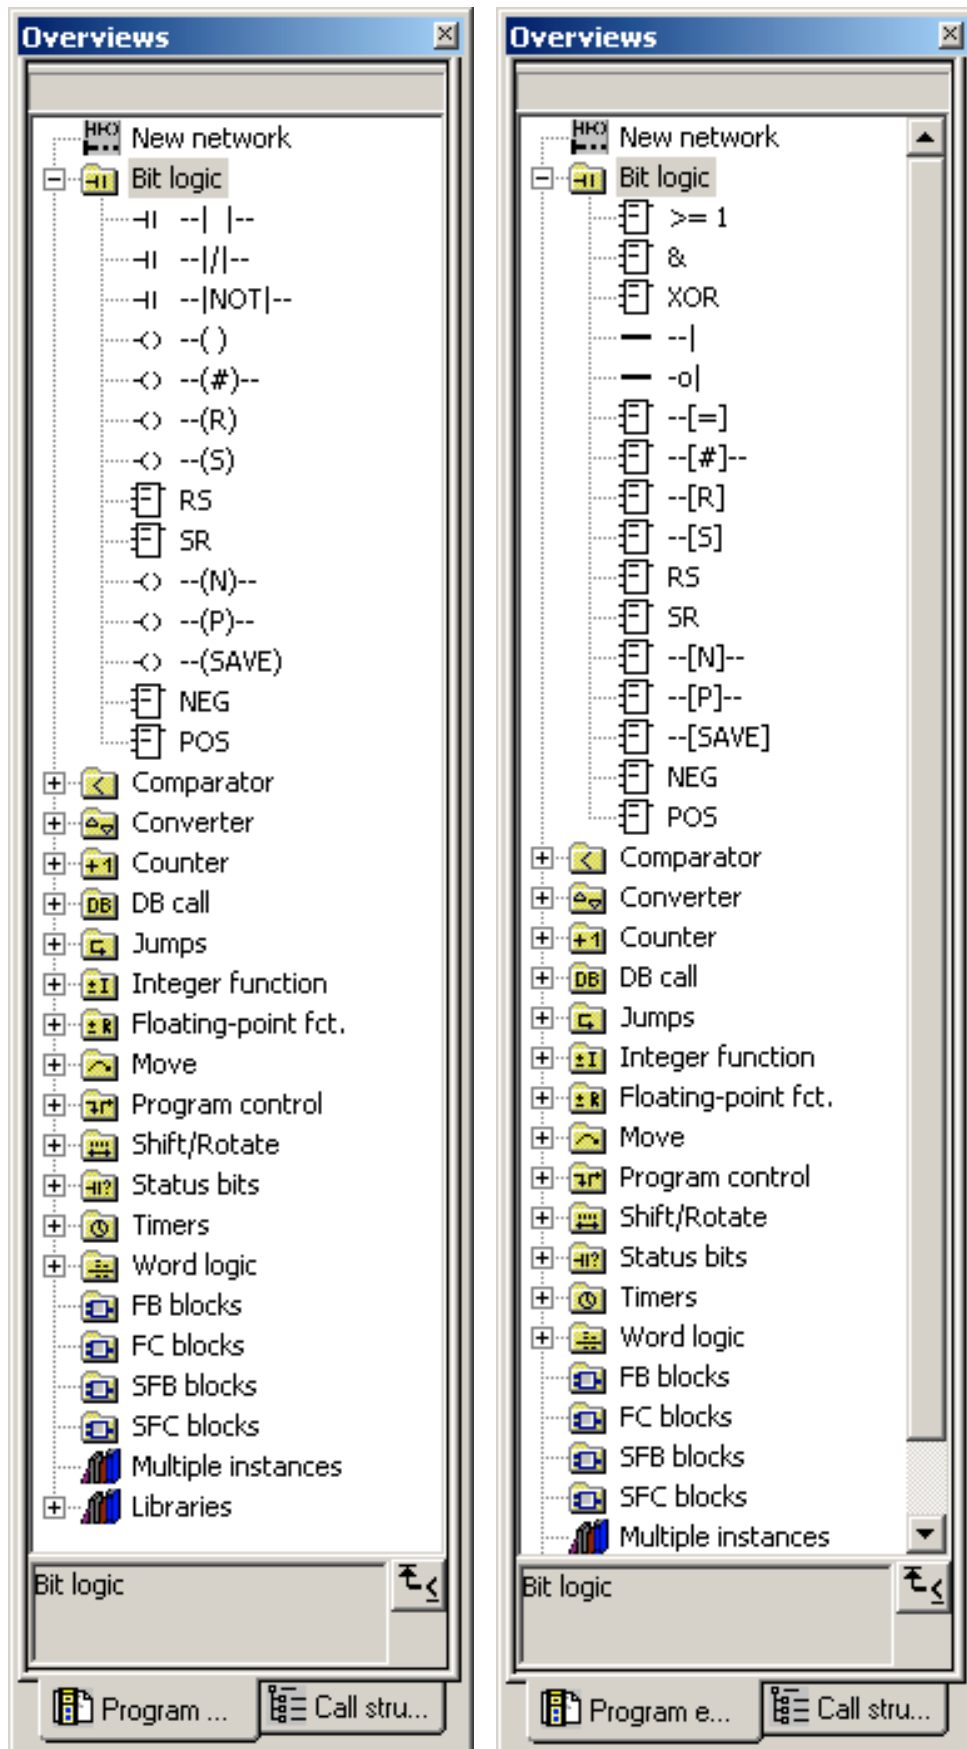 Overviews
New network
Bit logic
--| |--
--|/|--
--|NOT|--
--( )
--(#)--
--(R)
--(S)
RS
SR
--(N)--
--(P)--
--(SAVE)
NEG
POS
Comparator
Converter
Counter
DB call
Jumps
Integer function
Floating-point fct.
Move
Program control
Shift/Rotate
Status bits
Timers
Word logic
FB blocks
FC blocks
SFB blocks
SFC blocks
Multiple instances
Libraries
Bit logic
Program ...
Call stru...
Overviews
New network
Bit logic
>= 1
&
XOR
--|
-o|
--[=]
--[#]--
--[R]
--[S]
RS
SR
--[N]--
--[P]--
--[SAVE]
NEG
POS
Comparator
Converter
Counter
DB call
Jumps
Integer function
Floating-point fct.
Move
Program control
Shift/Rotate
Status bits
Timers
Word logic
FB blocks
FC blocks
SFB blocks
SFC blocks
Multiple instances
Bit logic
Program e...
Call stru...